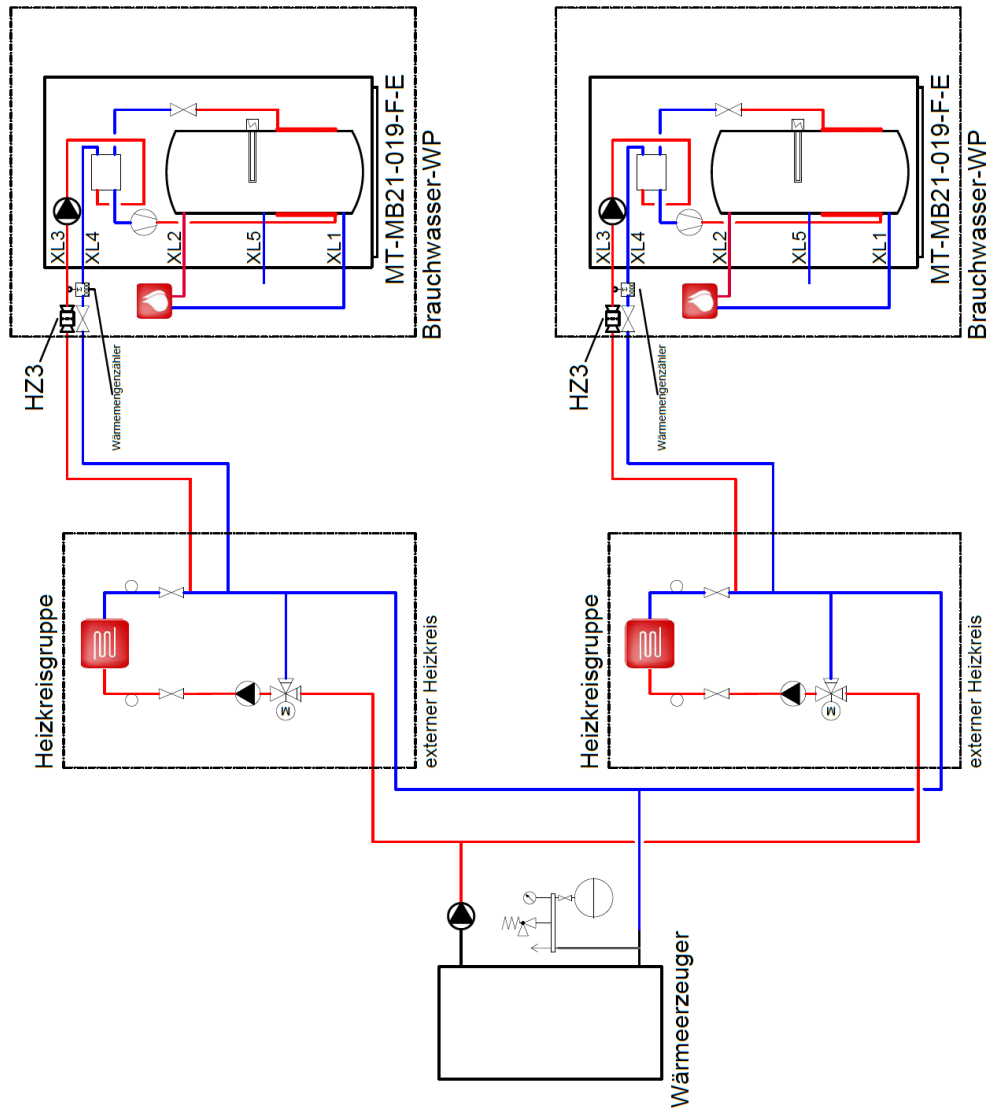 Wärmeerzeuger
Heizkreisgruppe
M
externer Heizkreis
HZ3
Wärmemengenzähler
XL3
XL4
XL2
XL5
XL1
MT-MB21-019-F-E
Brauchwasser-WP
Heizkreisgruppe
M
externer Heizkreis
HZ3
Wärmemengenzähler
XL3
XL4
XL2
XL5
XL1
MT-MB21-019-F-E
Brauchwasser-WP